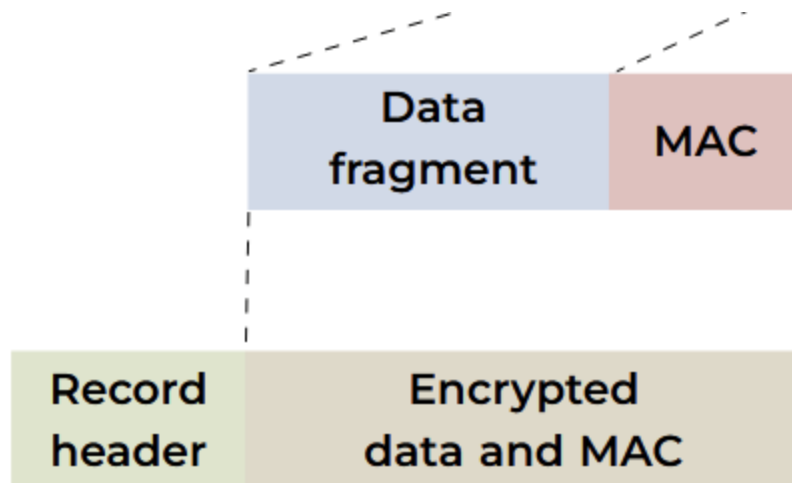 Data
fragment
MAC
Record
header
Encrypted
data and MAC